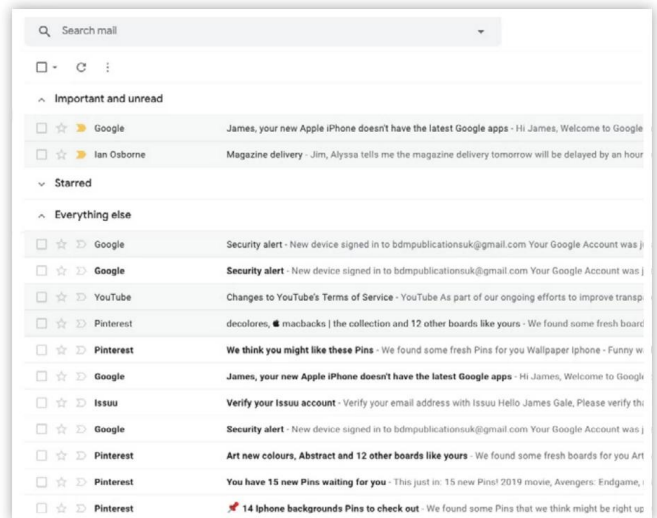 Search mail
Important and unread
Google James, your new Apple iPhone doesn't have the latest Google apps - Hi James, Welcome to Google
Ian Osborne Magazine delivery - Jim, Alyssa tells me the magazine delivery tomorrow will be delayed by an hour
Starred
Everything else
Google Security alert - New device signed in to bdmpublicationsuk@gmail.com Your Google Account was
Google Security alert - New device signed in to bdmpublicationsuk@gmail.com Your Google Account was
YouTube Changes to YouTube's Terms of Service - YouTube As part of our ongoing efforts to improve
Pinterest decolores, macbacks | the collection and 12 other boards like yours - We found some fresh board
Pinterest We think you might like these Pins - We found some fresh Pins for you Wallpaper iphone - Funny
Google James, your new Apple iPhone doesn't have the latest Google apps - Hi James, Welcome to Google
Issuu Verify your Issuu account - Verify your email address with Issuu Hello James Gale, Please verify
Google Security alert - New device signed in to bdmpublicationsuk@gmail.com Your Google Account was
Pinterest Art new colours, Abstract and 12 other boards like yours - We found some fresh boards for you Art
Pinterest You have 15 new Pins waiting for you - This just in: 15 new Pins! 2019 movie, Avengers: Endgame,
Pinterest 📌 14 Iphone backgrounds Pins to check out - We found some Pins that we think might be right up